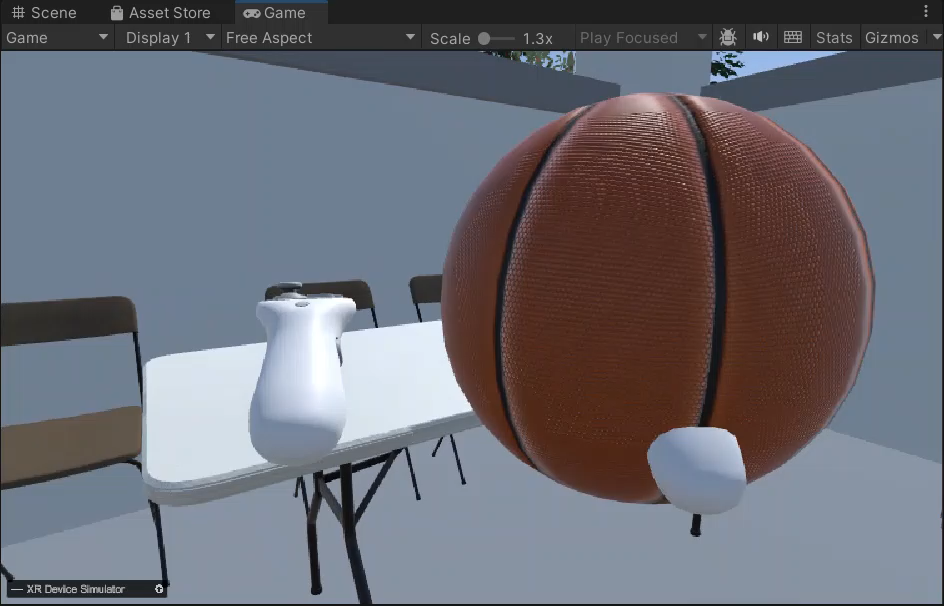 Scene Asset Store Game
Game Display 1 Free Aspect Scale 1.3x Play Focused Stats Gizmos
XR Device Simulator